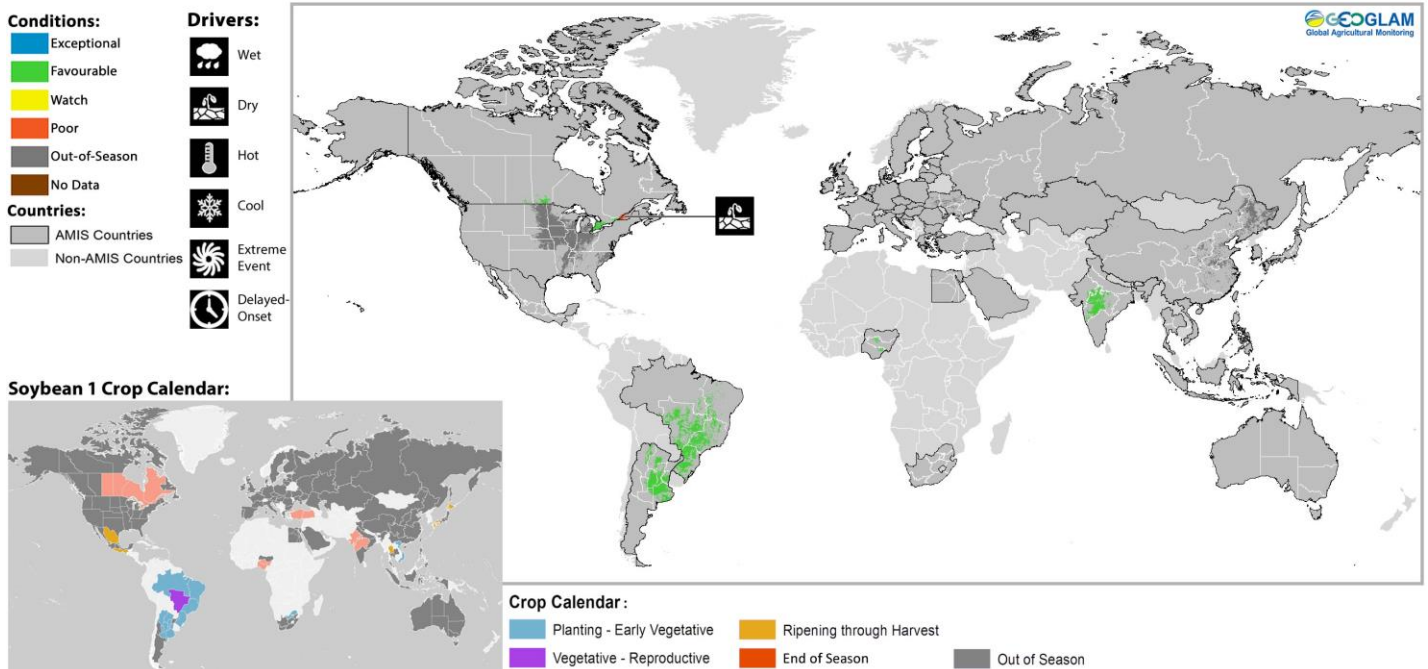 Conditions:
Exceptional
Favourable
Watch
Poor
Out-of-Season
No Data
Countries:
AMIS Countries
Non-AMIS Countries
Drivers:
Wet
Dry
Hot
Cool
Extreme
Event
Delayed-
Onset
GEOGLAM
Global Agricultural Monitoring
Soybean 1 Crop Calendar:
Crop Calendar :
Planting - Early Vegetative
Ripening through Harvest
Vegetative - Reproductive
End of Season
Out of Season